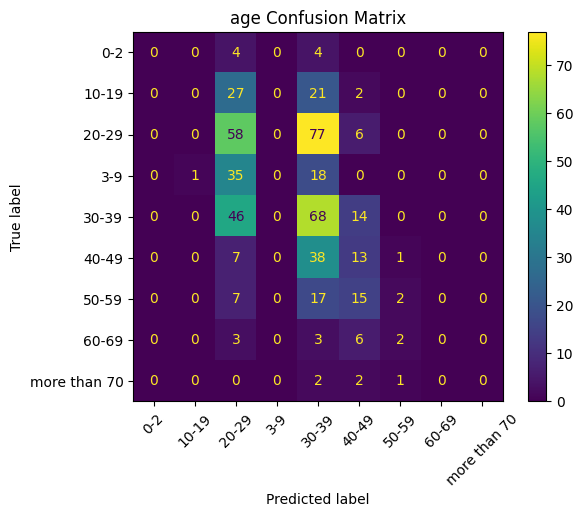 age Confusion Matrix
True label
0-2 0 0 4 0 4 0 0 0 0
10-19 0 0 27 0 21 2 0 0 0
20-29 0 0 58 0 77 6 0 0 0
3-9 0 1 35 0 18 0 0 0 0
30-39 0 0 46 0 68 14 0 0 0
40-49 0 0 7 0 38 13 1 0 0
50-59 0 0 7 0 17 15 2 0 0
60-69 0 0 3 0 3 6 2 0 0
more than 70 0 0 0 0 2 2 1 0 0
0-2 10-19 20-29 3-9 30-39 40-49 50-59 60-69 more than 70
Predicted label
70
60
50
40
30
20
10
0